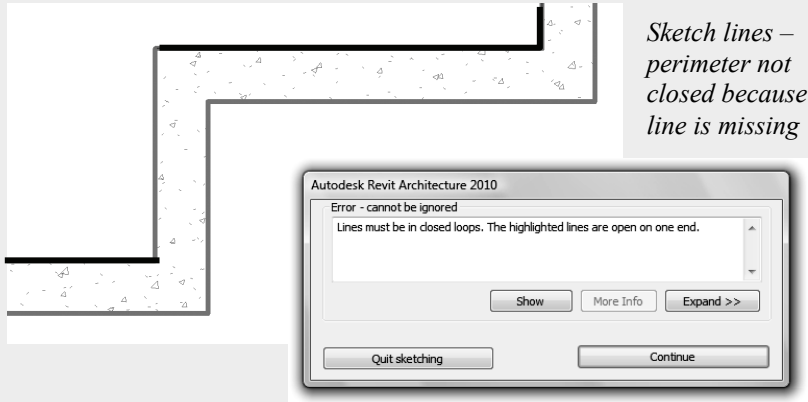 Sketch lines –
perimeter not
closed because
line is missing
Autodesk Revit Architecture 2010
Error - cannot be ignored
Lines must be in closed loops. The highlighted lines are open on one end.
Show More Info Expand >>
Quit sketching Continue